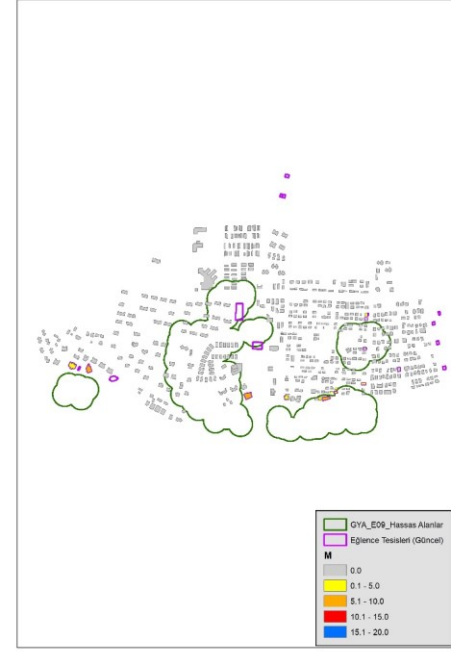 GYA_E09_Hassas Alanlar
Eğlence Tesisleri (Güncel)
M
0.0
0.1 - 5.0
5.1 - 10.0
10.1 - 15.0
15.1 - 20.0